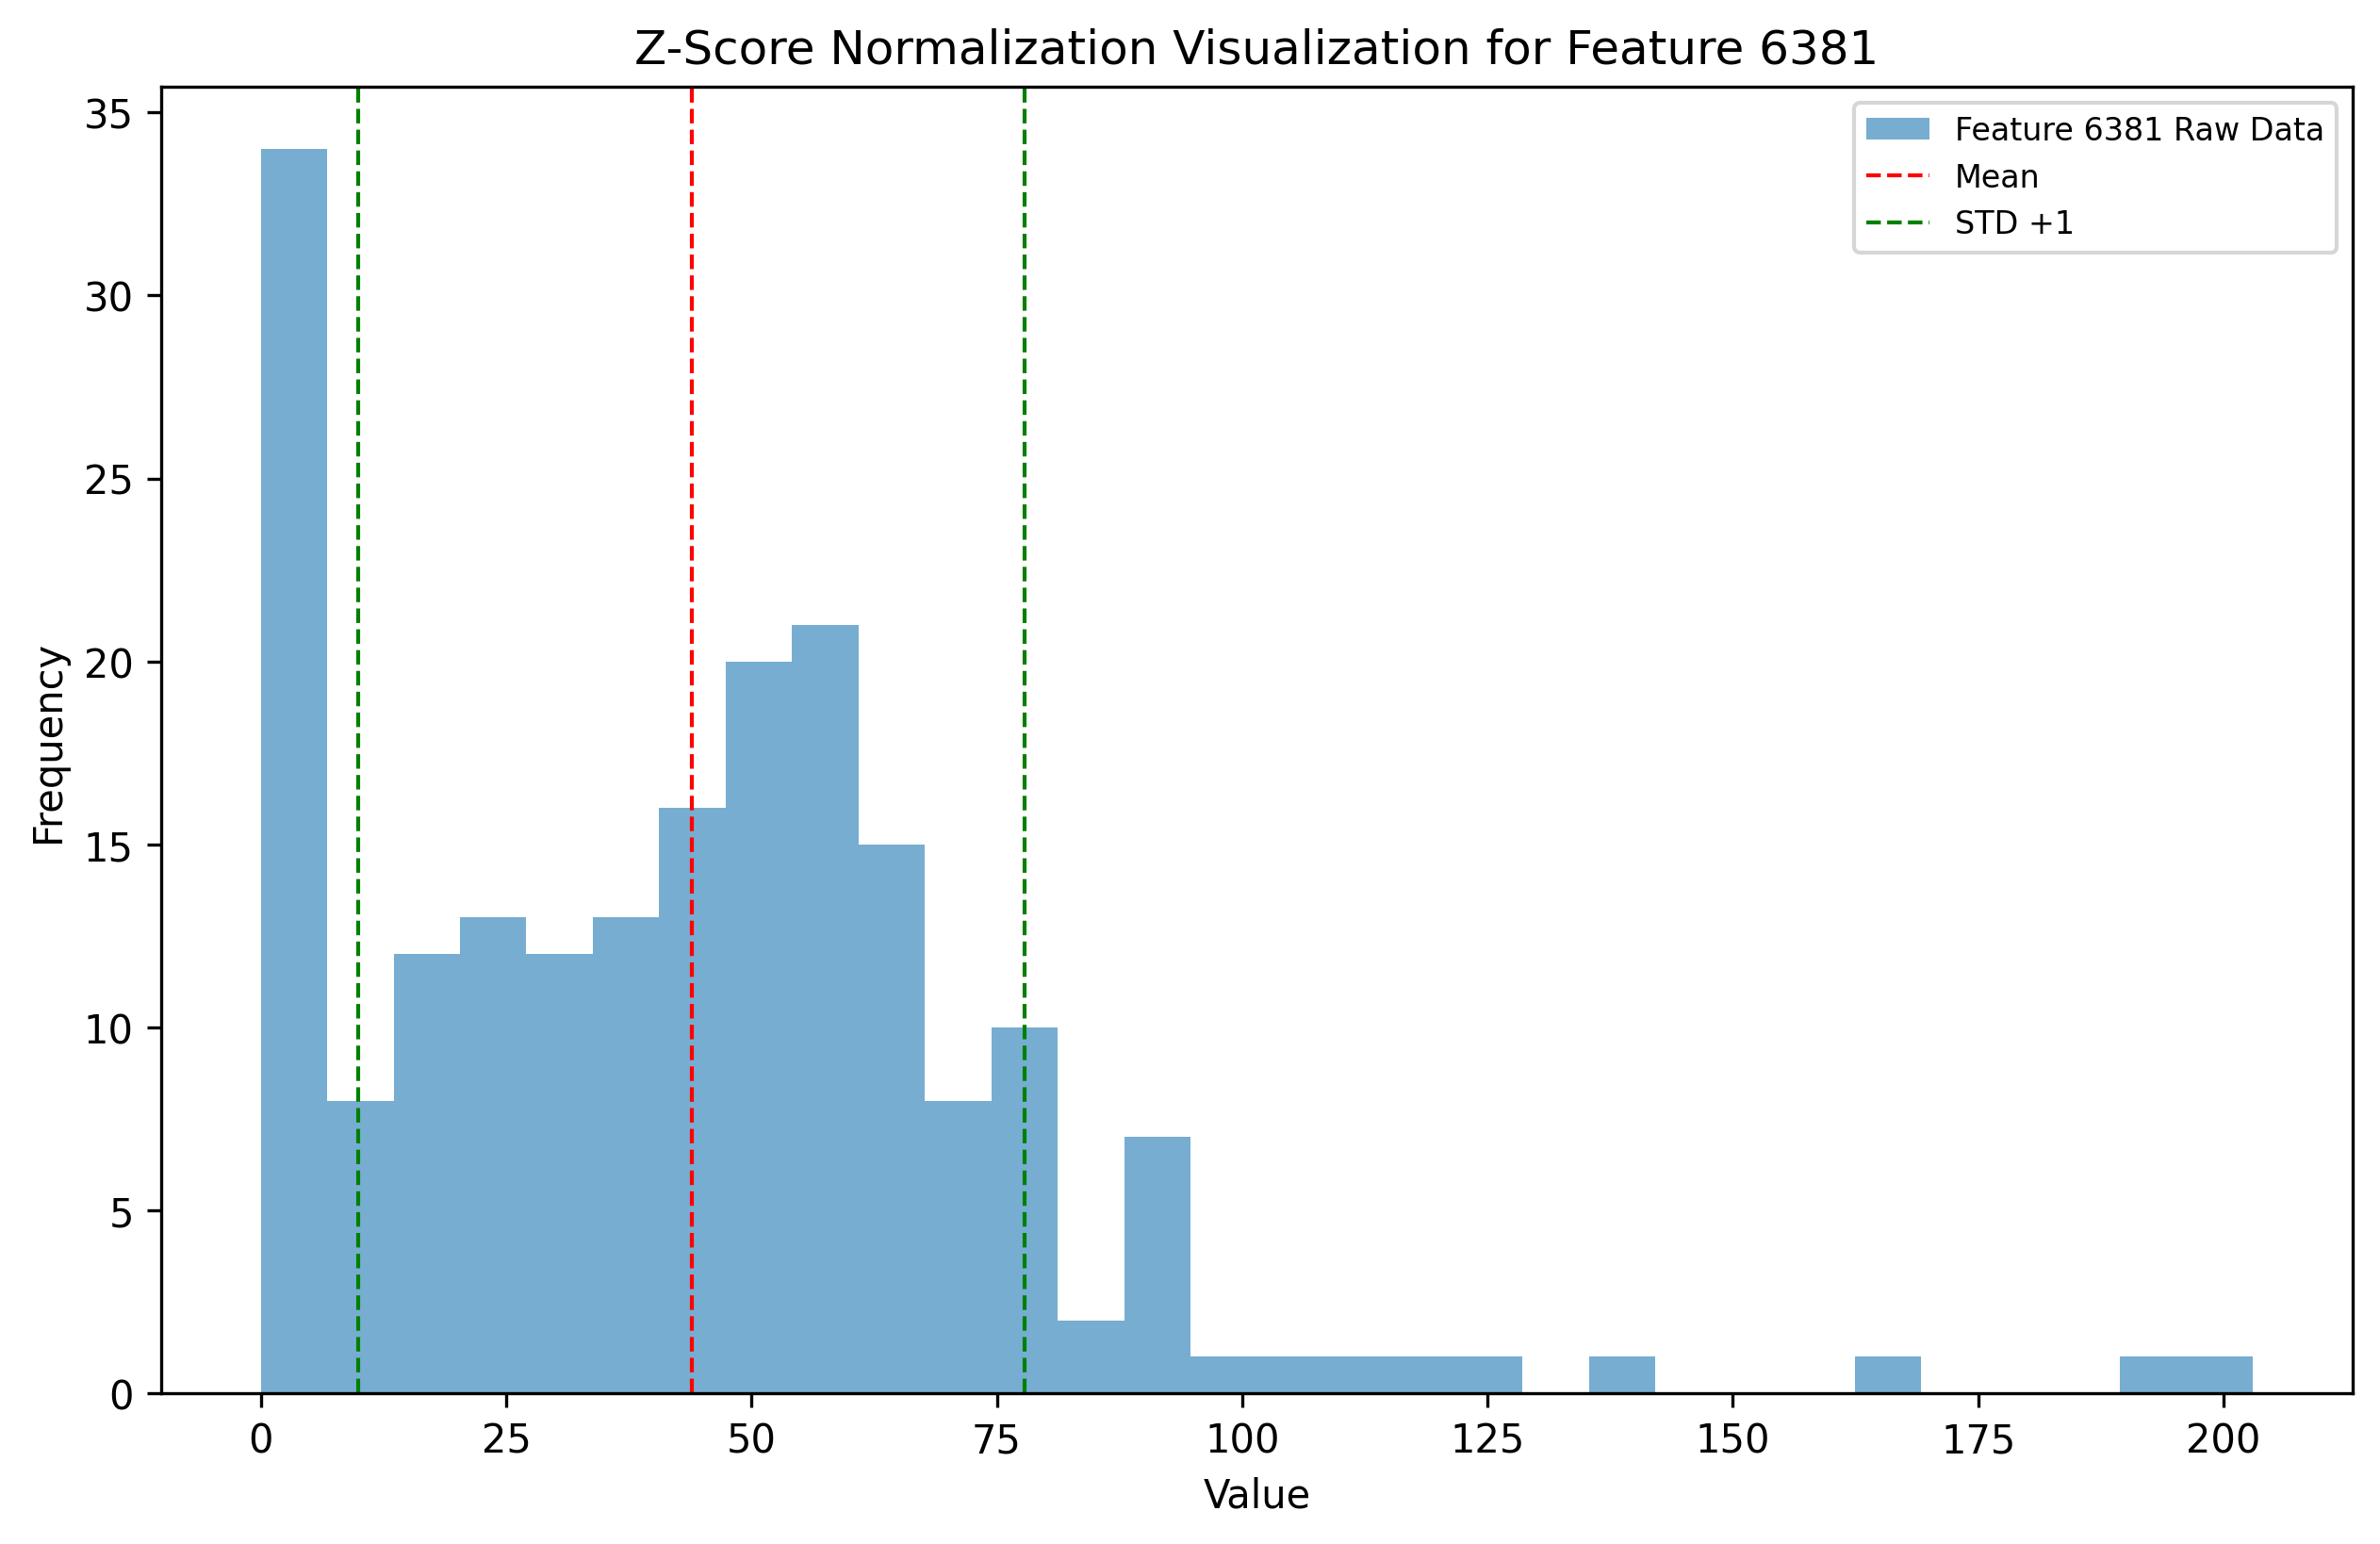 Z-Score Normalization Visualization for Feature 6381
Feature 6381 Raw Data
Mean
STD +1
35
30
25
20
15
10
5
0
Frequency
0 25 50 75 100 125 150 175 200
Value